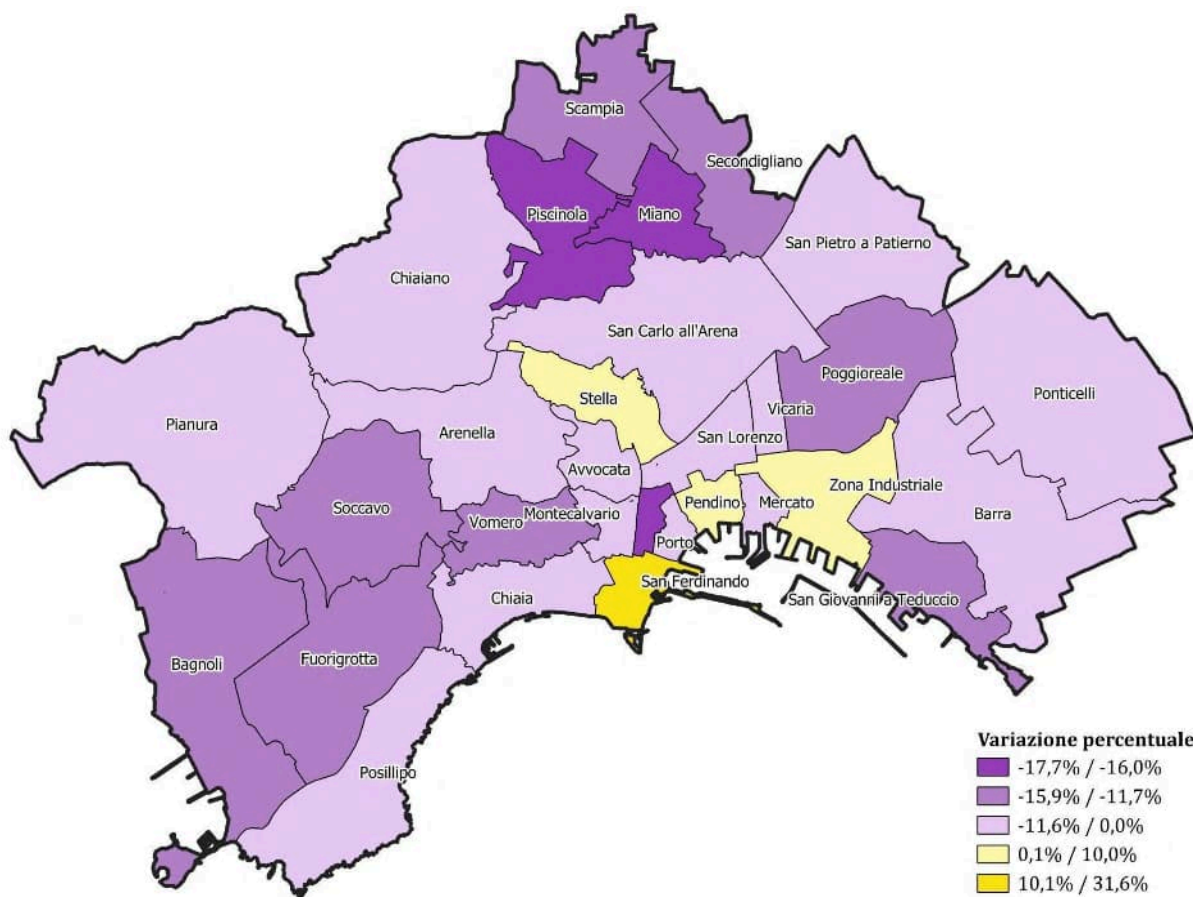 Scampia
Secondigliano
Piscinola
Miano
San Pietro a Patierno
Chiaiano
San Carlo all'Arena
Poggioreale
Ponticelli
Stella
Vicaria
Pianura
Arenella
San Lorenzo
Avvocata
Zona Industriale
Soccavo
Pendino
Mercato
Barra
Vomero
Montecalvario
Porto
San Ferdinando
Chiaia
San Giovanni a Teduccio
Bagnoli
Fuorigrotta
Posillipo
Variazione percentuale
-17,7% / -16,0%
-15,9% / -11,7%
-11,6% / 0,0%
0,1% / 10,0%
10,1% / 31,6%